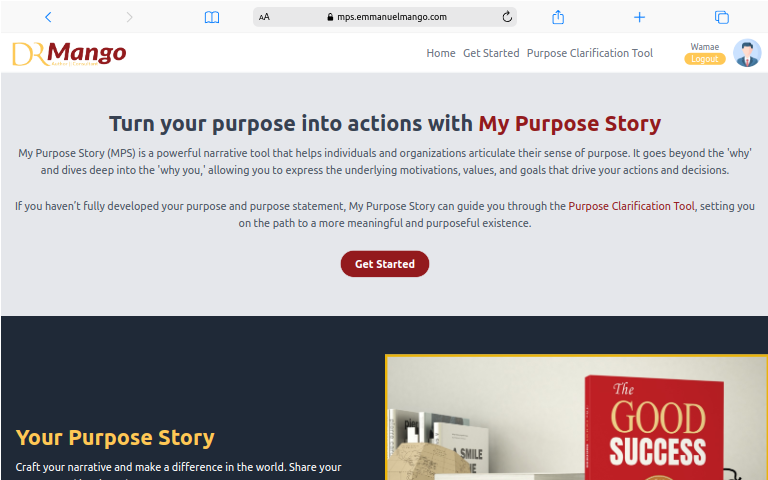 AA mps.emmanuelmango.com
DR Mango
Home Get Started Purpose Clarification Tool
Wamae
Logout
Turn your purpose into actions with My Purpose Story
My Purpose Story (MPS) is a powerful narrative tool that helps individuals and organizations articulate their sense of purpose. It goes beyond the 'why'
and dives deep into the 'why you,' allowing you to express the underlying motivations, values, and goals that drive your actions and decisions.
If you haven't fully developed your purpose and purpose statement, My Purpose Story can guide you through the Purpose Clarification Tool, setting you
on the path to a more meaningful and purposeful existence.
Get Started
Your Purpose Story
Craft your narrative and make a difference in the world. Share your
The
GOOD
SUCCESS
A SMILE